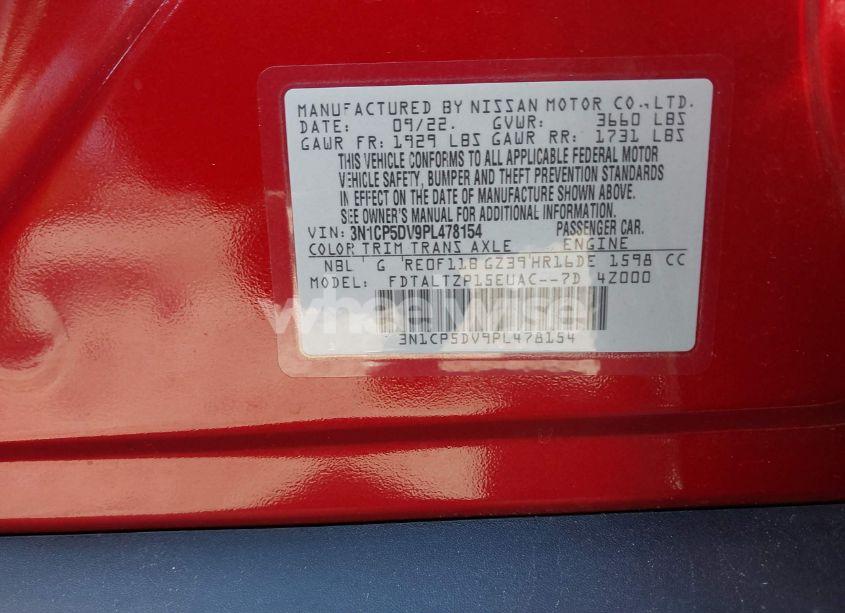 MANUFACTURED BY NISSAN MOTOR CO.,LTD.
DATE: 09/22. GVWR: 3660 LBS
GAWR FR: 1929 LBS GAWR RR: 1731 LBS
THIS VEHICLE CONFORMS TO ALL APPLICABLE FEDERAL MOTOR
VEHICLE SAFETY, BUMPER AND THEFT PREVENTION STANDARDS
IN EFFECT ON THE DATE OF MANUFACTURE SHOWN ABOVE.
SEE OWNER'S MANUAL FOR ADDITIONAL INFORMATION.
VIN: 3N1CP5DV9PL478154 PASSENGER CAR.
COLOR TRIM TRANS AXLE ENGINE
NBL G RE0F11B GZ39 HR16DE 1598 CC
MODEL: FDTALTZP15EUAC--7D 4Z000
wheelwise
3N1CP5DV9PL478154